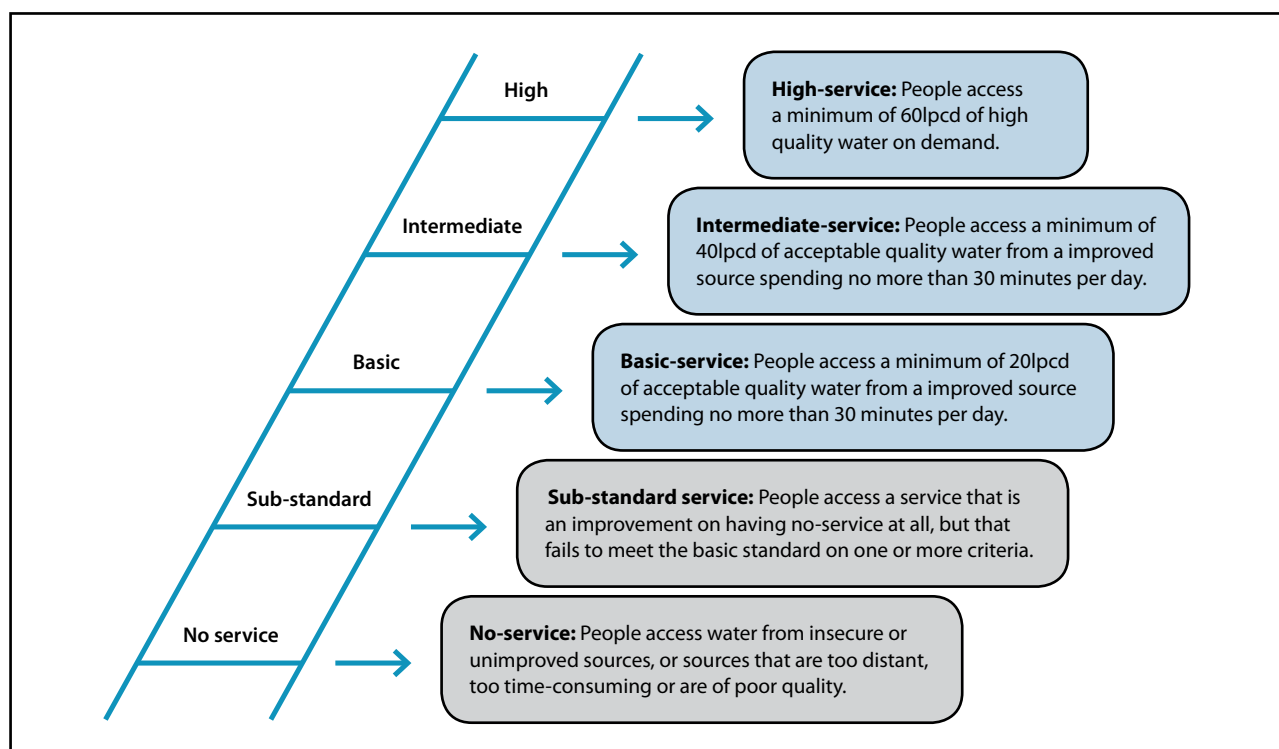 High
High-service: People access
a minimum of 60lpcd of high
quality water on demand.
Intermediate
Intermediate-service: People access a minimum of
40lpcd of acceptable quality water from a improved
source spending no more than 30 minutes per day.
Basic
Basic-service: People access a minimum of 20lpcd
of acceptable quality water from a improved source
spending no more than 30 minutes per day.
Sub-standard
Sub-standard service: People access a service that is
an improvement on having no-service at all, but that
fails to meet the basic standard on one or more criteria.
No service
No-service: People access water from insecure or
unimproved sources, or sources that are too distant,
too time-consuming or are of poor quality.